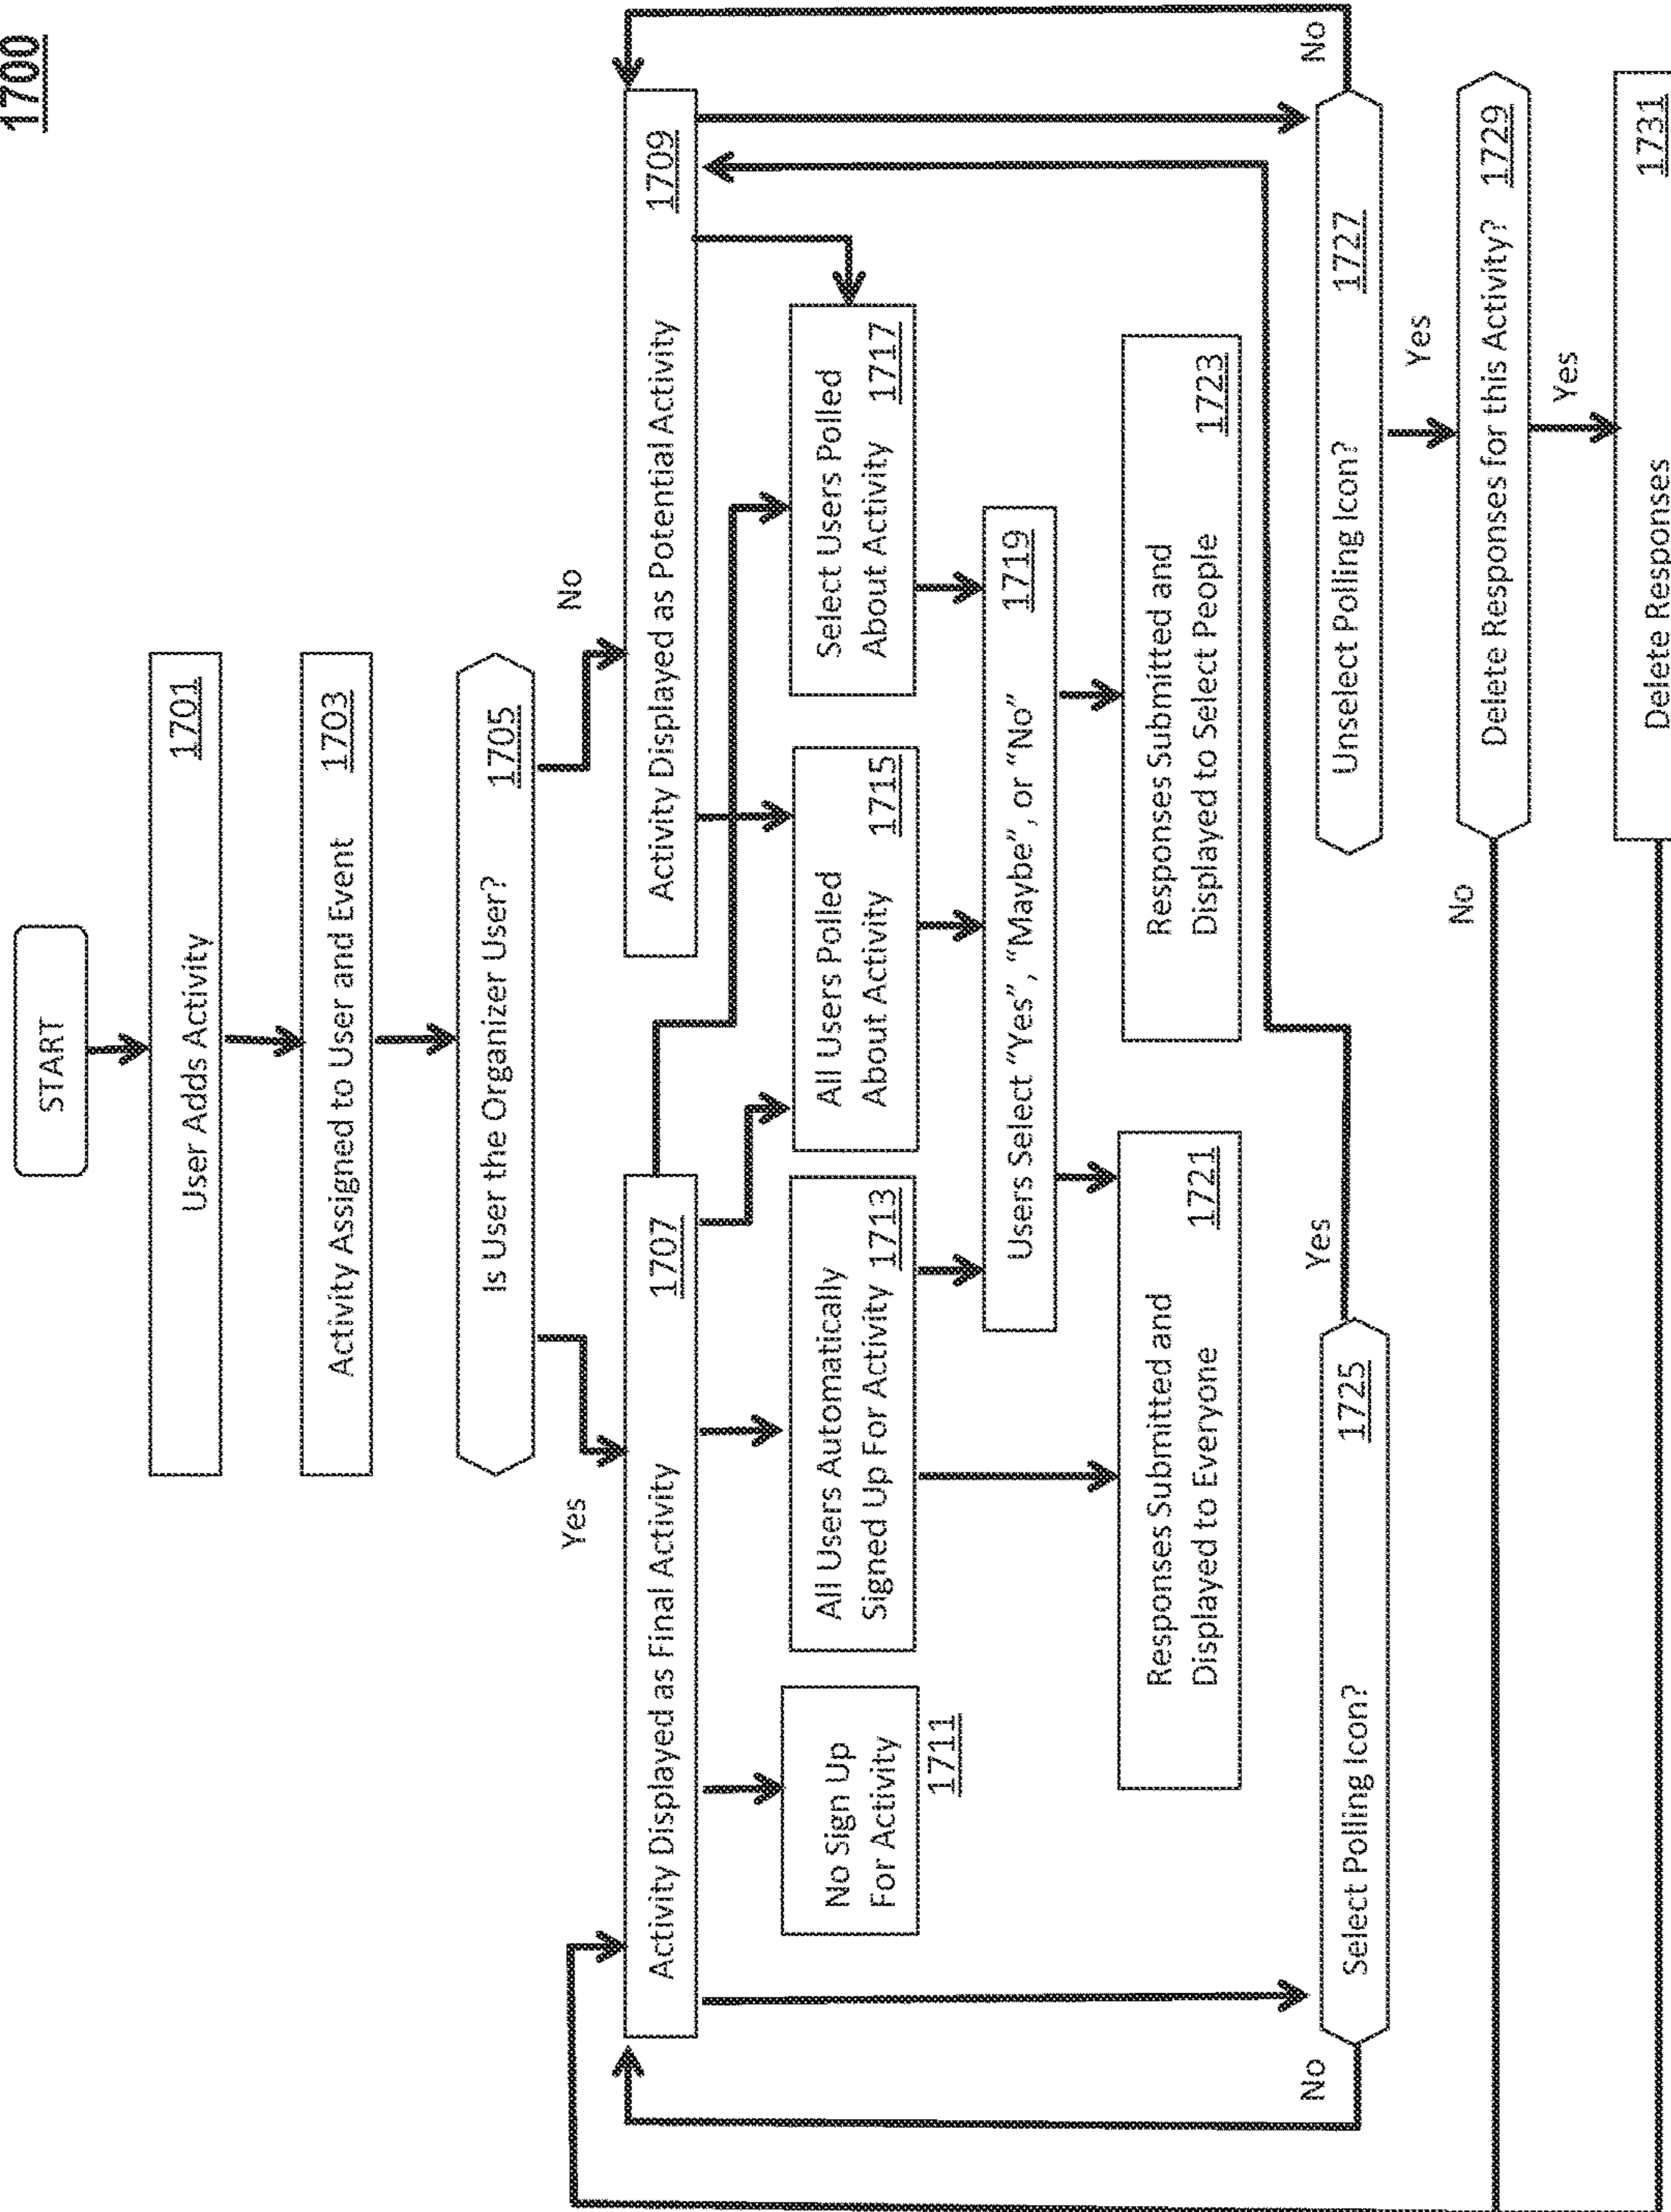 1700
START
User Adds Activity 1701
Activity Assigned to User and Event 1703
Is User the Organizer User? 1705
Yes
No
Activity Displayed as Final Activity 1707
Activity Displayed as Potential Activity 1709
No Sign Up
For Activity
1711
All Users Automatically
Signed Up For Activity 1713
All Users Polled
About Activity 1715
Select Users Polled
About Activity 1717
Users Select “Yes”, “Maybe”, or “No” 1719
Responses Submitted and
Displayed to Everyone 1721
Responses Submitted and
Displayed to Select People 1723
No
Select Polling Icon? 1725
Yes
Unselect Polling Icon? 1727
No
Yes
No
Delete Responses for this Activity? 1729
Yes
Delete Responses 1731